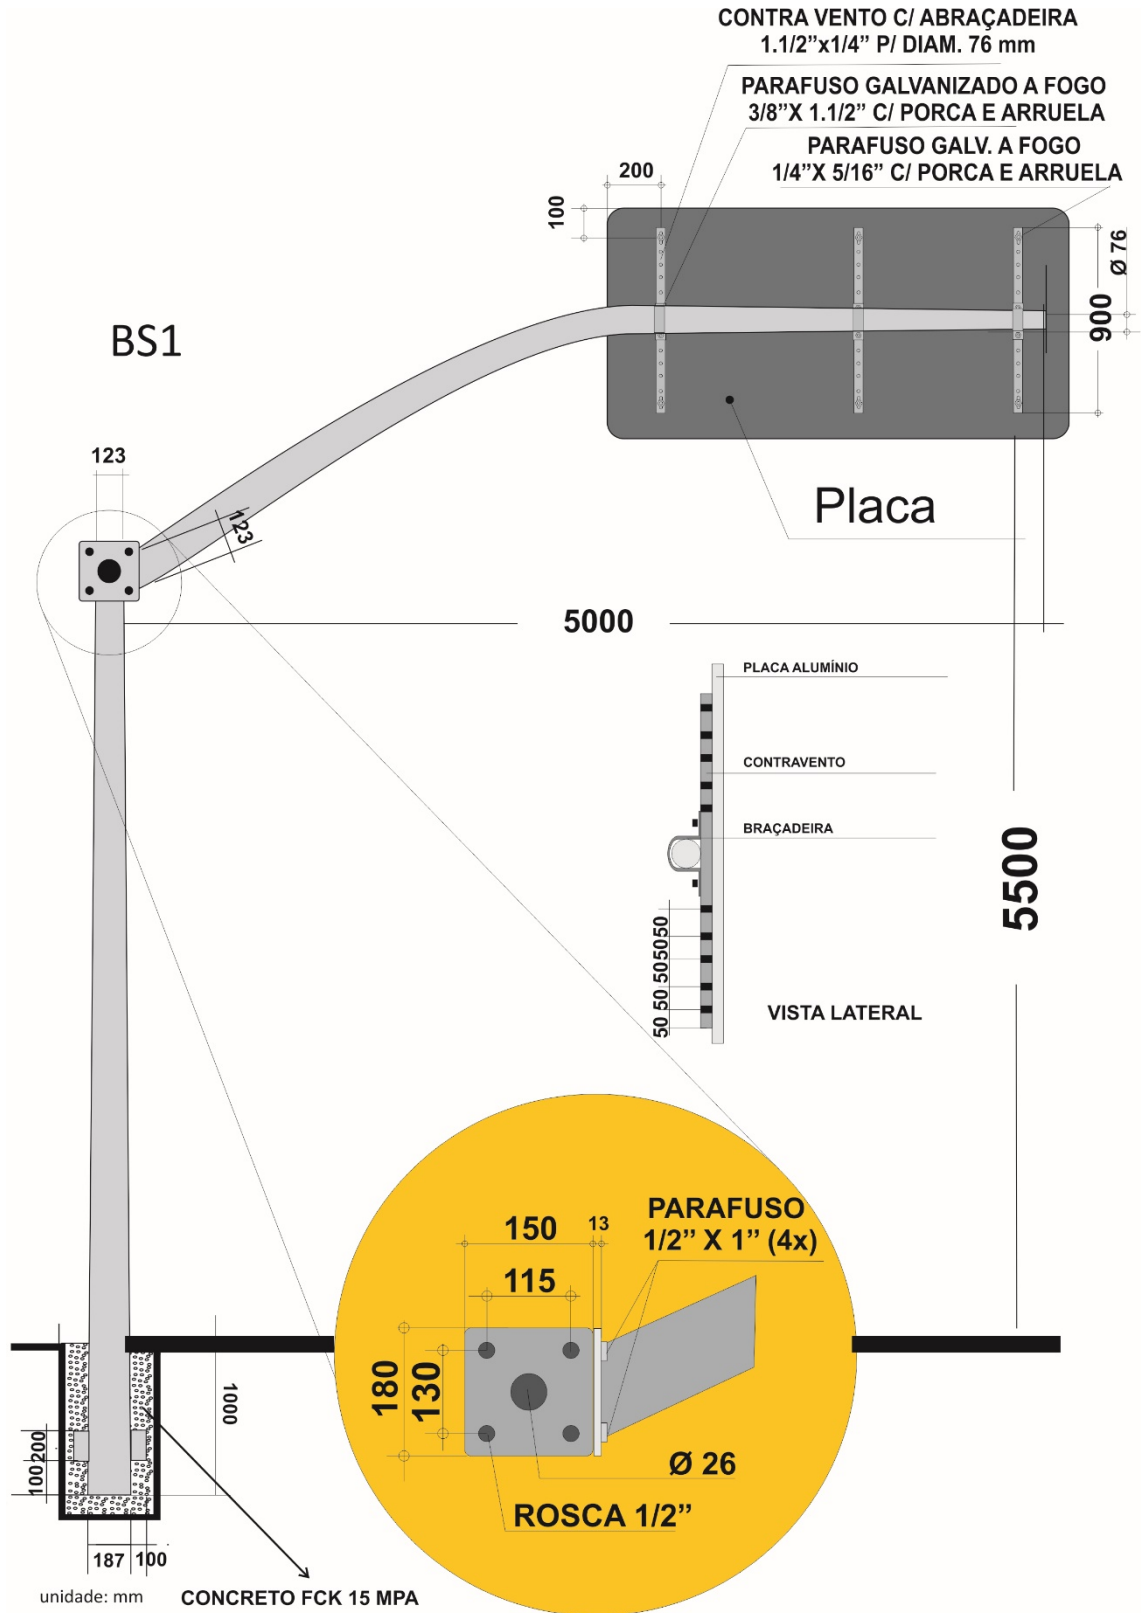 CONTRA VENTO C/ ABRAÇADEIRA
1.1/2”x1/4” P/ DIAM. 76 mm
PARAFUSO GALVANIZADO A FOGO
3/8”X 1.1/2” C/ PORCA E ARRUELA
PARAFUSO GALV. A FOGO
1/4”X 5/16” C/ PORCA E ARRUELA
200
100
Ø 76
900
BS1
123
123
Placa
5000
PLACA ALUMÍNIO
CONTRAVENTO
BRAÇADEIRA
5500
50 50 50 50 50
VISTA LATERAL
PARAFUSO
1/2” X 1” (4x)
150
13
115
180
130
Ø 26
ROSCA 1/2”
1000
200
100
187
100
unidade: mm
CONCRETO FCK 15 MPA